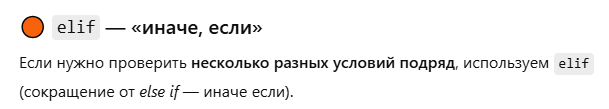 elif — «иначе, если»
Если нужно проверить несколько разных условий подряд, используем elif
(сокращение от else if — иначе если).